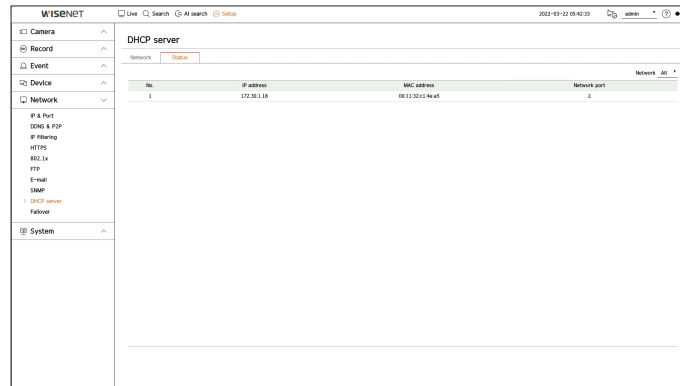 WISENET
Live Search AI search Setup 2022-03-22 05:42:33 admin ?
Camera
Record
Event
Device
Network
IP & Port
DDNS & P2P
IP filtering
HTTPS
802.1x
FTP
E-mail
SNMP
> DHCP server
Failover
System
DHCP server
Network Status
Network All
No. IP address MAC address Network port
1 172.30.1.18 00:11:32:c1:4e:a5 2